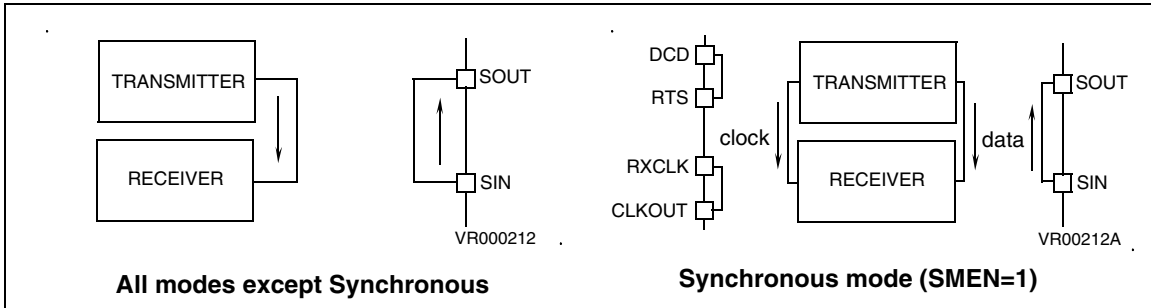 TRANSMITTER
RECEIVER
SOUT
SIN
VR000212
All modes except Synchronous
DCD
RTS
RXCLK
CLKOUT
clock
TRANSMITTER
RECEIVER
data
SOUT
SIN
VR00212A
Synchronous mode (SMEN=1)